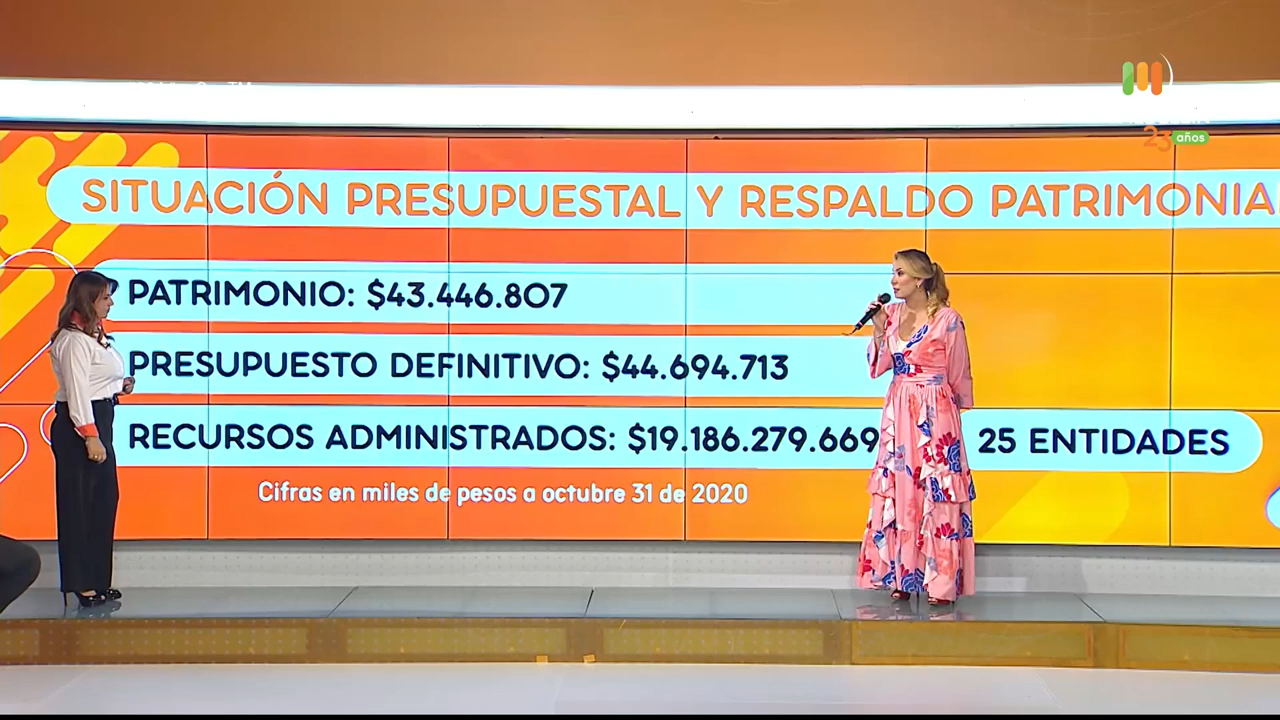 23 años
SITUACIÓN PRESUPUESTAL Y RESPALDO PATRIMONIA
PATRIMONIO: $43.446.807
PRESUPUESTO DEFINITIVO: $44.694.713
RECURSOS ADMINISTRADOS: $19.186.279.669 25 ENTIDADES
Cifras en miles de pesos a octubre 31 de 2020